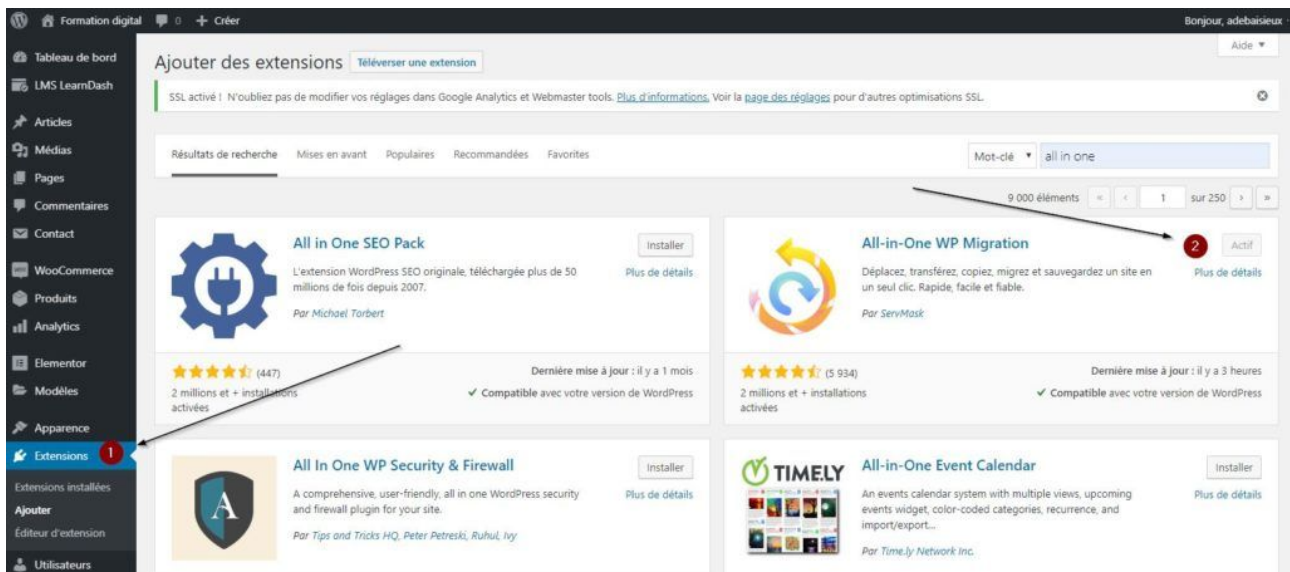 Formation digital 0 + Créer Bonjour, adebaisieux
Tableau de bord
LMS LearnDash
Articles
Médias
Pages
Commentaires
Contact
WooCommerce
Produits
Analytics
Elementor
Modèles
Apparence
Extensions 1
Extensions installées
Ajouter
Éditeur d'extension
Utilisateurs
Aide ▼
Ajouter des extensions Téléverser une extension
SSL activé ! N'oubliez pas de modifier vos réglages dans Google Analytics et Webmaster tools. Plus d'informations. Voir la page des réglages pour d'autres optimisations SSL.
Résultats de recherche Mises en avant Populaires Recommandées Favorites Mot-clé ▼ all in one
9 000 éléments « ‹ 1 sur 250 › »
All in One SEO Pack Installer
L'extension WordPress SEO originale, téléchargée plus de 50 Plus de détails
millions de fois depuis 2007.
Par Michael Torbert
(447) Dernière mise à jour : il y a 1 mois
2 millions et + installations ✓ Compatible avec votre version de WordPress
activées
All-in-One WP Migration 2 Actif
Déplacez, transférez, copiez, migrez et sauvegardez un site en Plus de détails
un seul clic. Rapide, facile et fiable.
Par ServMask
(5 934) Dernière mise à jour : il y a 3 heures
2 millions et + installations ✓ Compatible avec votre version de WordPress
activées
All In One WP Security & Firewall Installer
A comprehensive, user-friendly, all in one WordPress security Plus de détails
and firewall plugin for your site.
Par Tips and Tricks HQ, Peter Petreski, Ruhul, Ivy
A
TIMELY
All-in-One Event Calendar Installer
An events calendar system with multiple views, upcoming Plus de détails
events widget, color-coded categories, recurrence, and
import/export...
Par Time.ly Network Inc.